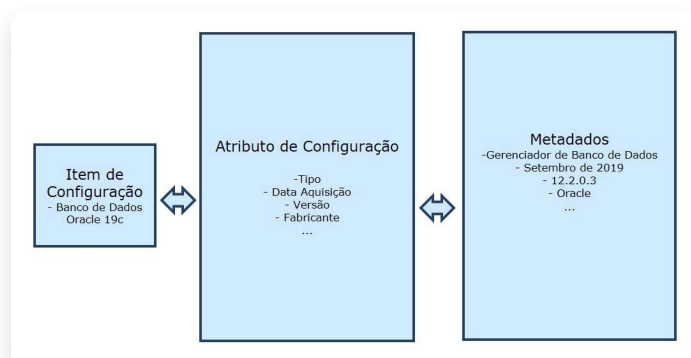 Item de
Configuração
- Banco de Dados
Oracle 19c
Atributo de Configuração
-Tipo
- Data Aquisição
- Versão
- Fabricante
...
Metadados
-Gerenciador de Banco de Dados
- Setembro de 2019
- 12.2.0.3
- Oracle
...